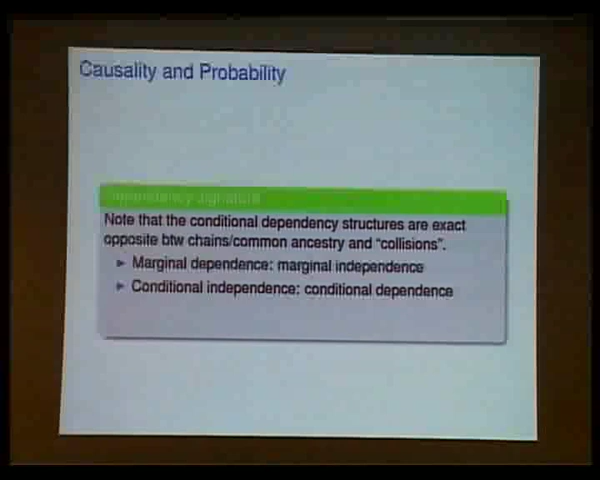 Causality and Probability
Dependency Signature
Note that the conditional dependency structures are exact
opposite btw chains/common ancestry and "collisions".
Marginal dependence: marginal independence
Conditional independence: conditional dependence